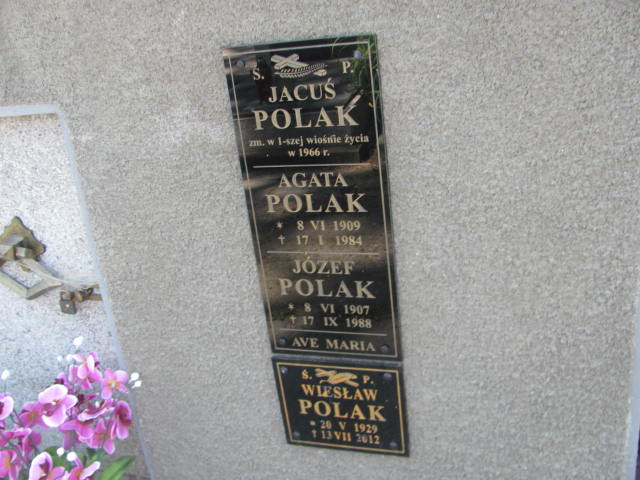 Ś. P.
JACUŚ
POLAK
zm. w 1-szej wiośnie życia
w 1966 r.
AGATA
POLAK
* 8 VI 1909
† 17 I 1984
JÓZEF
POLAK
* 8 VI 1907
† 17 IX 1988
AVE MARIA
Ś. P.
WIESŁAW
POLAK
* 20 V 1929
† 13 VII 2012